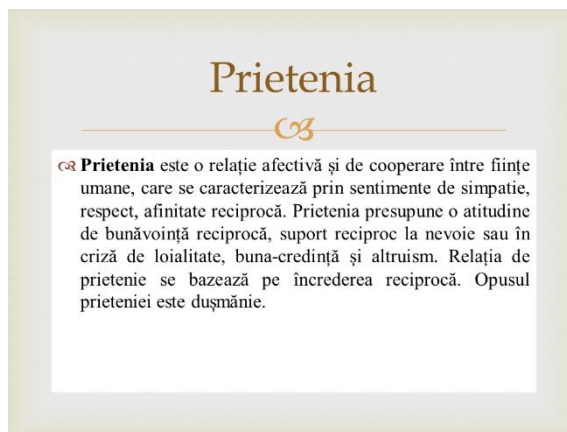 Prietenia
Prietenia este o relație afectivă și de cooperare între ființe
umane, care se caracterizează prin sentimente de simpatie,
respect, afinitate reciprocă. Prietenia presupune o atitudine
de bunăvoință reciprocă, suport reciproc la nevoie sau în
criză de loialitate, buna-credință și altruism. Relația de
prietenie se bazează pe încrederea reciprocă. Opusul
prieteniei este dușmănie.